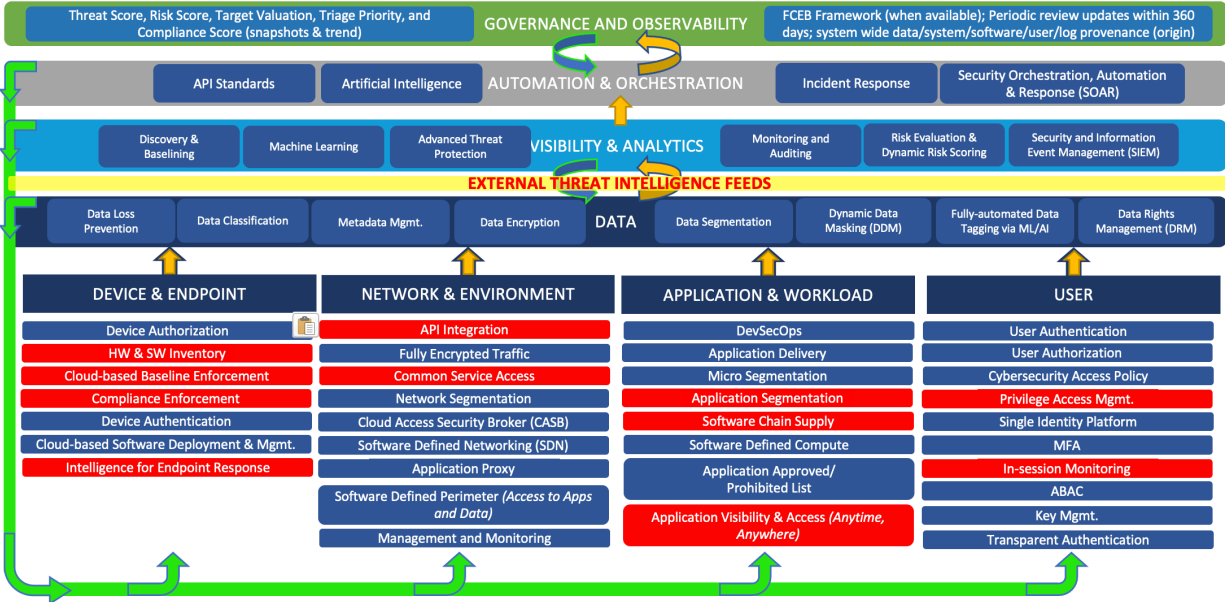 Threat Score, Risk Score, Target Valuation, Triage Priority, and
Compliance Score (snapshots & trend)
GOVERNANCE AND OBSERVABILITY
FCEB Framework (when available); Periodic review updates within 360
days; system wide data/system/software/user/log provenance (origin)
API Standards
Artificial Intelligence
AUTOMATION & ORCHESTRATION
Incident Response
Security Orchestration, Automation
& Response (SOAR)
Discovery &
Baselining
Machine Learning
Advanced Threat
Protection
VISIBILITY & ANALYTICS
Monitoring and
Auditing
Risk Evaluation &
Dynamic Risk Scoring
Security and Information
Event Management (SIEM)
EXTERNAL THREAT INTELLIGENCE FEEDS
Data Loss
Prevention
Data Classification
Metadata Mgmt.
Data Encryption
DATA
Data Segmentation
Dynamic Data
Masking (DDM)
Fully-automated Data
Tagging via ML/AI
Data Rights
Management (DRM)
DEVICE & ENDPOINT
Device Authorization
HW & SW Inventory
Cloud-based Baseline Enforcement
Compliance Enforcement
Device Authentication
Cloud-based Software Deployment & Mgmt.
Intelligence for Endpoint Response
NETWORK & ENVIRONMENT
API Integration
Fully Encrypted Traffic
Common Service Access
Network Segmentation
Cloud Access Security Broker (CASB)
Software Defined Networking (SDN)
Application Proxy
Software Defined Perimeter (Access to Apps
and Data)
Management and Monitoring
APPLICATION & WORKLOAD
DevSecOps
Application Delivery
Micro Segmentation
Application Segmentation
Software Chain Supply
Software Defined Compute
Application Approved/
Prohibited List
Application Visibility & Access (Anytime,
Anywhere)
USER
User Authentication
User Authorization
Cybersecurity Access Policy
Privilege Access Mgmt.
Single Identity Platform
MFA
In-session Monitoring
ABAC
Key Mgmt.
Transparent Authentication